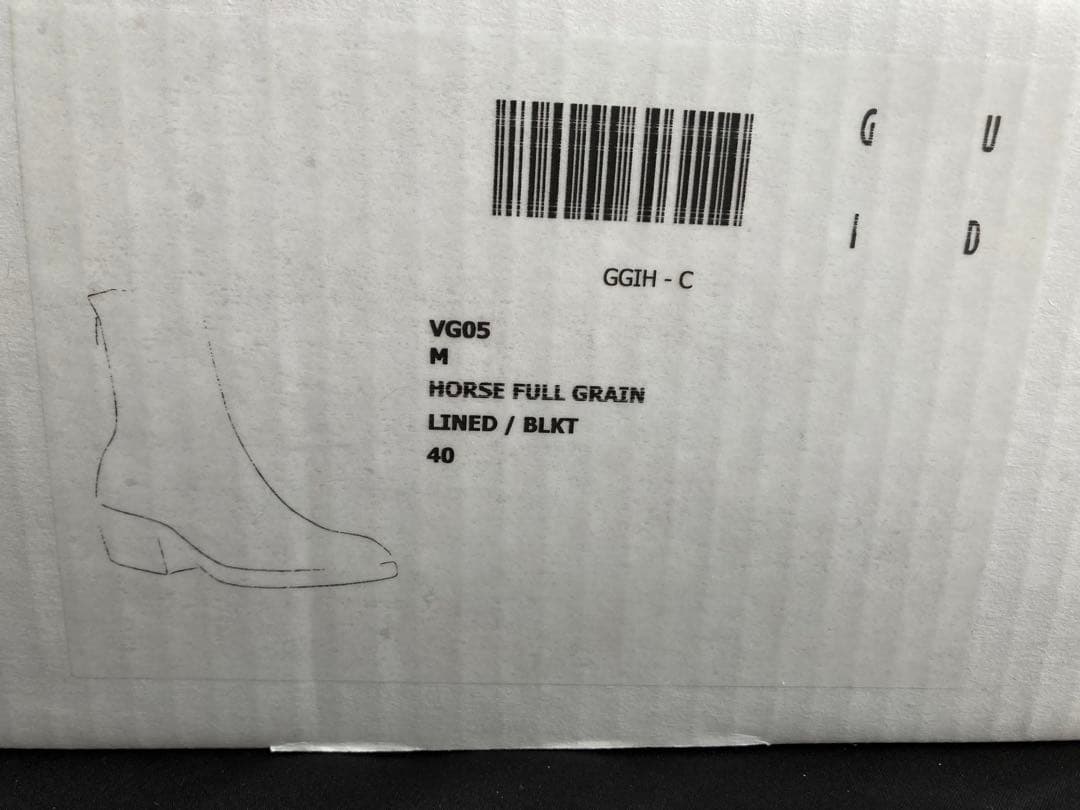 G U
I D
GGIH - C
VG05
M
HORSE FULL GRAIN
LINED / BLKT
40